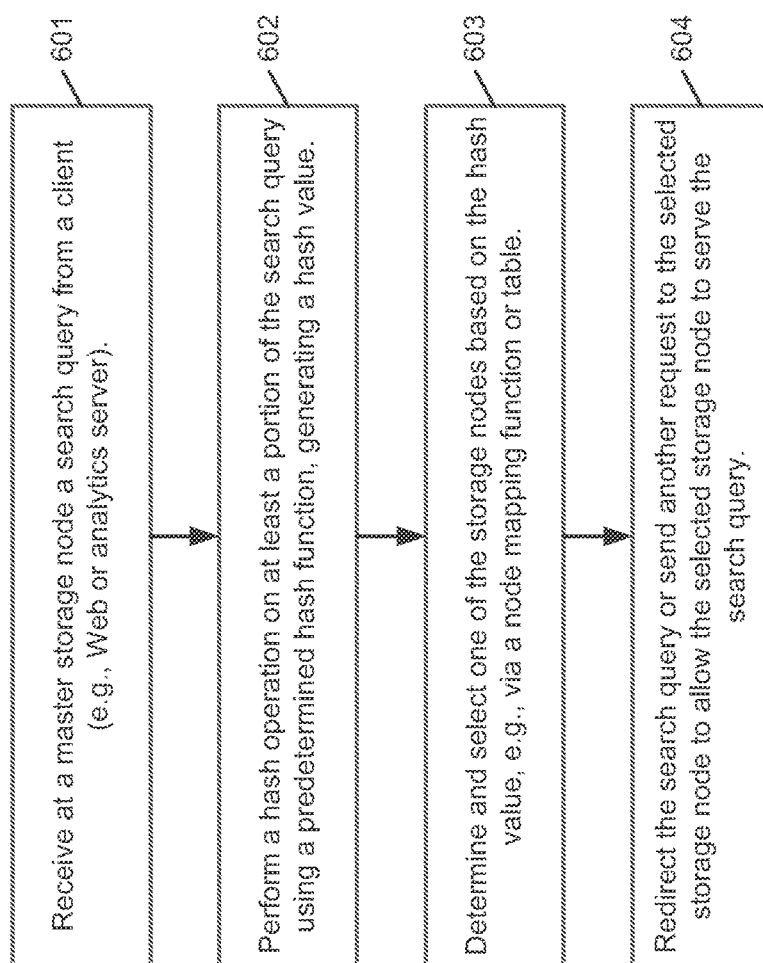 Receive at a master storage node a search query from a client
(e.g., Web or analytics server).
601
Perform a hash operation on at least a portion of the search query
using a predetermined hash function, generating a hash value.
602
Determine and select one of the storage nodes based on the hash
value, e.g., via a node mapping function or table.
603
Redirect the search query or send another request to the selected
storage node to allow the selected storage node to serve the
search query.
604